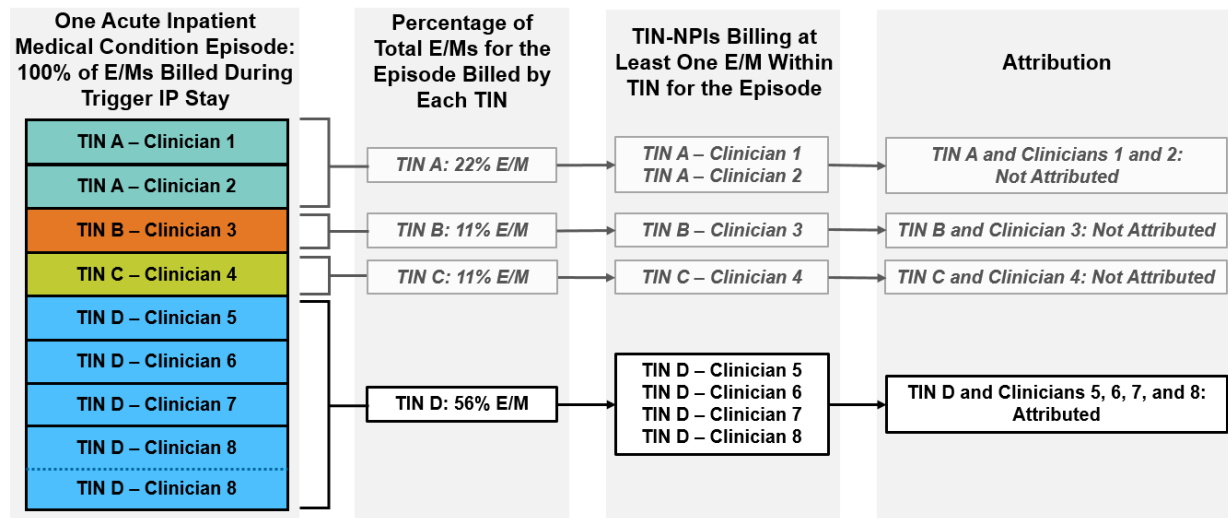 One Acute Inpatient
Medical Condition Episode:
100% of E/Ms Billed During
Trigger IP Stay
TIN A – Clinician 1
TIN A – Clinician 2
TIN B – Clinician 3
TIN C – Clinician 4
TIN D – Clinician 5
TIN D – Clinician 6
TIN D – Clinician 7
TIN D – Clinician 8
TIN D – Clinician 8
Percentage of
Total E/Ms for the
Episode Billed by
Each TIN
TIN A: 22% E/M
TIN B: 11% E/M
TIN C: 11% E/M
TIN D: 56% E/M
TIN-NPIs Billing at
Least One E/M Within
TIN for the Episode
TIN A – Clinician 1
TIN A – Clinician 2
TIN B – Clinician 3
TIN C – Clinician 4
TIN D – Clinician 5
TIN D – Clinician 6
TIN D – Clinician 7
TIN D – Clinician 8
Attribution
TIN A and Clinicians 1 and 2:
Not Attributed
TIN B and Clinician 3: Not Attributed
TIN C and Clinician 4: Not Attributed
TIN D and Clinicians 5, 6, 7, and 8:
Attributed